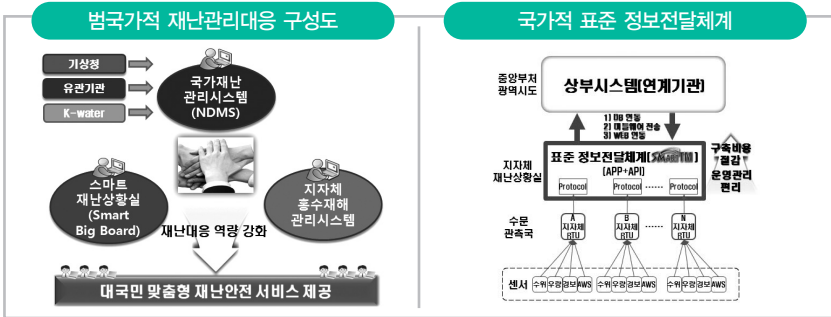 범국가적 재난관리대응 구성도
기상청
유관기관
K-water
국가재난
관리시스템
(NDMS)
스마트
재난상황실
(Smart
Big Board)
지자체
홍수재해
관리시스템
재난대응 역량 강화
대국민 맞춤형 재난안전 서비스 제공
국가적 표준 정보전달체계
중앙부처
광역시도
상부시스템(연계기관)
1) DB 연동
2) 미들웨어 전송
3) WEB 연동
지자체
재난상황실
표준 정보전달체계(SMARTM)
(APP+API)
Protocol
Protocol
Protocol
구축비용
절감
운영관리
편리
수문
관측국
A
지자체
RTU
B
지자체
RTU
N
지자체
RTU
센서
수위 우량 경보 AWS
수위 우량 경보 AWS
수위 우량 경보 AWS